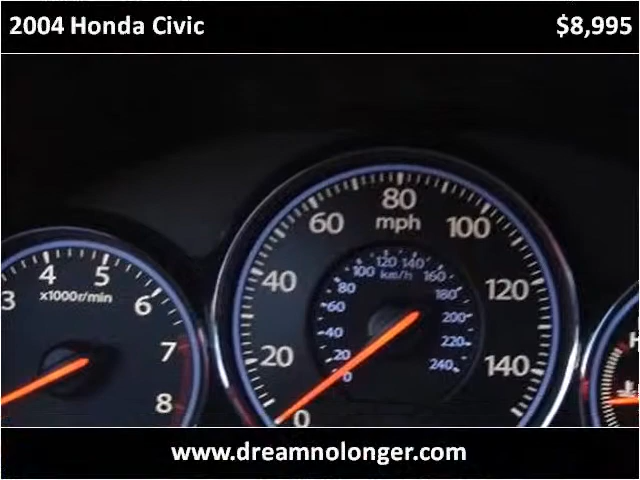 2004 Honda Civic $8,995
80
60 mph 100
120 140
100 km/h 160
4 5 40 80 180 120
3 x1000r/min 6 60 200
40 220
7 20 20 240 140
0
8 0
H
www.dreamnolonger.com